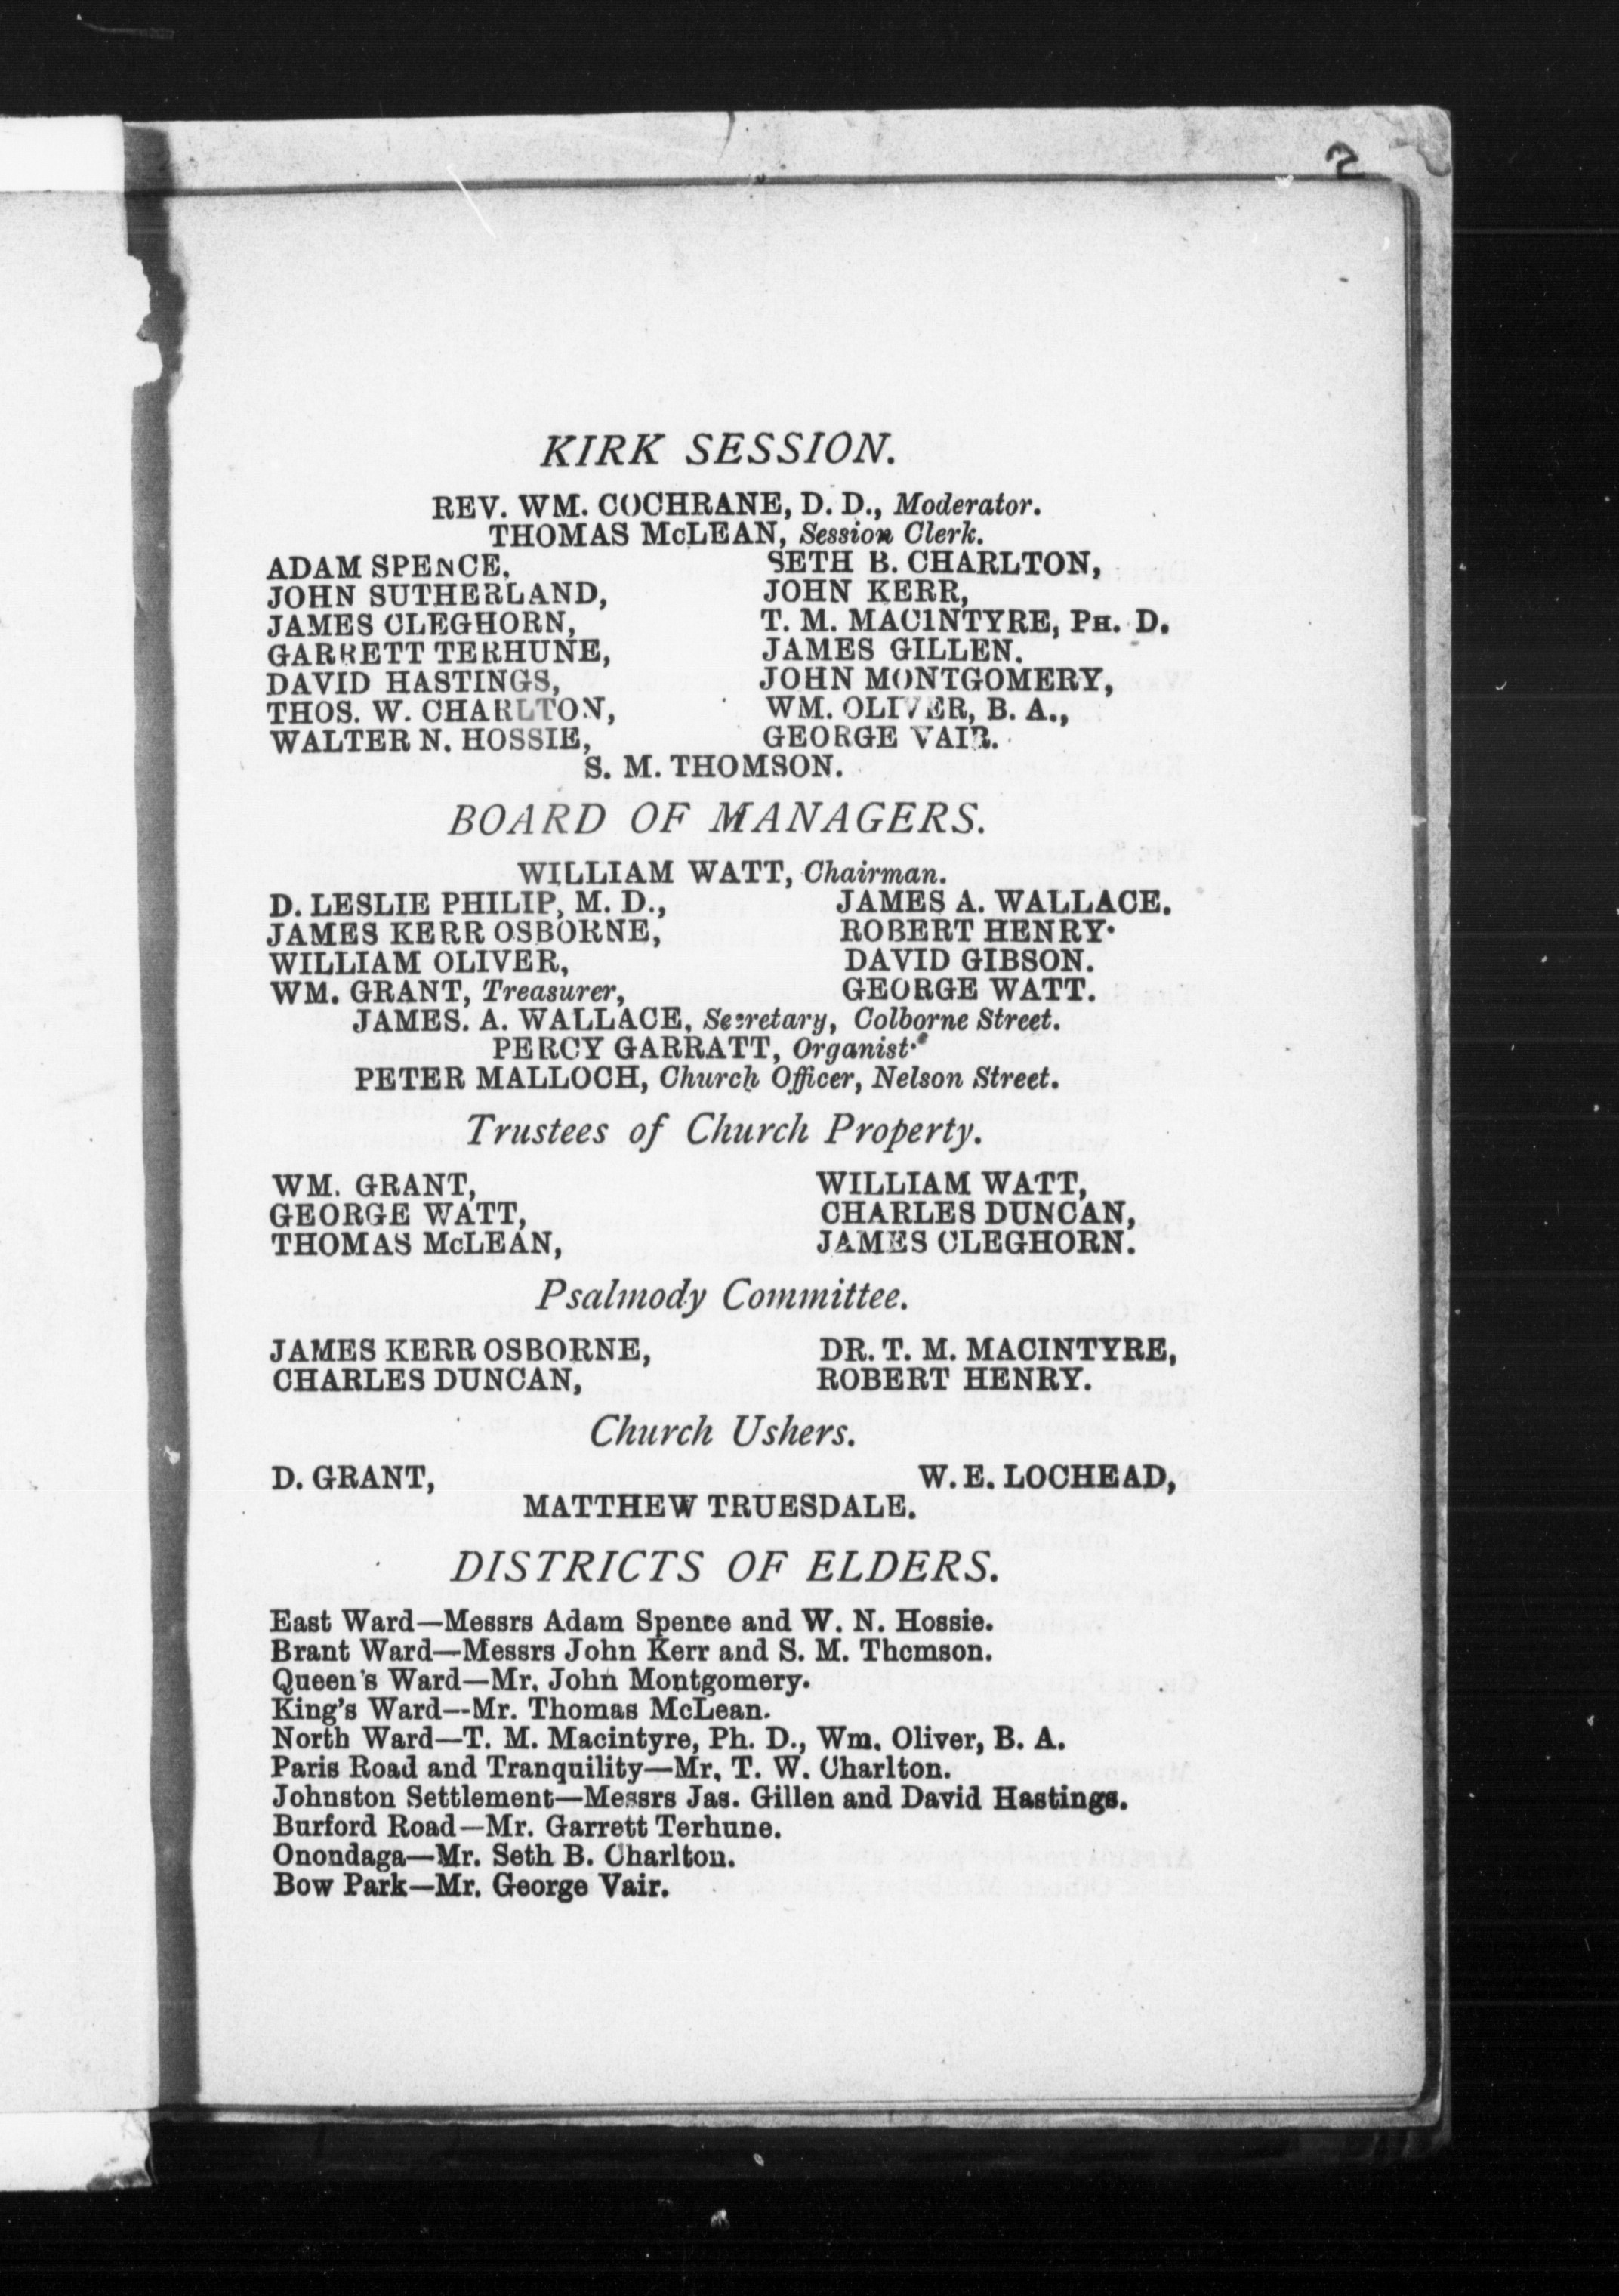 2
KIRK SESSION.
REV. WM. COCHRANE, D. D., Moderator.
THOMAS McLEAN, Session Clerk.
ADAM SPENCE, SETH B. CHARLTON,
JOHN SUTHERLAND, JOHN KERR,
JAMES CLEGHORN, T. M. MAC1NTYRE, PH. D.
GARRETT TERHUNE, JAMES GILLEN.
DAVID HASTINGS, JOHN MONTGOMERY,
THOS. W. CHARLTON, WM. OLIVER, B. A.,
WALTER N. HOSSIE, GEORGE VAIR.
S. M. THOMSON.
BOARD OF MANAGERS.
WILLIAM WATT, Chairman.
D. LESLIE PHILIP, M. D., JAMES A. WALLACE.
JAMES KERR OSBORNE, ROBERT HENRY.
WILLIAM OLIVER, DAVID GIBSON.
WM. GRANT, Treasurer, GEORGE WATT.
JAMES. A. WALLACE, Secretary, Colborne Street.
PERCY GARRATT, Organist.
PETER MALLOCH, Church Officer, Nelson Street.
Trustees of Church Property.
WM. GRANT, WILLIAM WATT,
GEORGE WATT, CHARLES DUNCAN,
THOMAS McLEAN, JAMES CLEGHORN.
Psalmody Committee.
JAMES KERR OSBORNE, DR. T. M. MACINTYRE,
CHARLES DUNCAN, ROBERT HENRY.
Church Ushers.
D. GRANT, W. E. LOCHEAD,
MATTHEW TRUESDALE.
DISTRICTS OF ELDERS.
East Ward—Messrs Adam Spence and W. N. Hossie.
Brant Ward—Messrs John Kerr and S. M. Thomson.
Queen's Ward—Mr. John Montgomery.
King's Ward--Mr. Thomas McLean.
North Ward—T. M. Macintyre, Ph. D., Wm. Oliver, B. A.
Paris Road and Tranquility—Mr. T. W. Charlton.
Johnston Settlement—Messrs Jas. Gillen and David Hastings.
Burford Road—Mr. Garrett Terhune.
Onondaga—Mr. Seth B. Charlton.
Bow Park—Mr. George Vair.